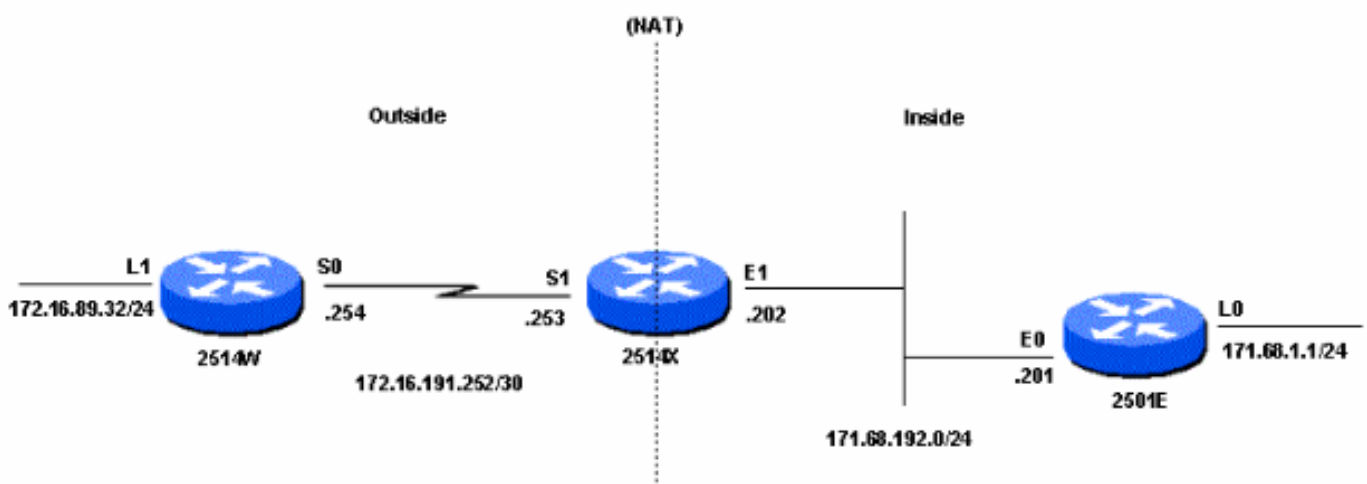 (NAT)
Outside
Inside
L1
S0
S1
E1
172.16.89.32/24
.254
.253
.202
2514W
2514X
172.16.191.252/30
E0
L0
.201
171.68.1.1/24
2501E
171.68.192.0/24